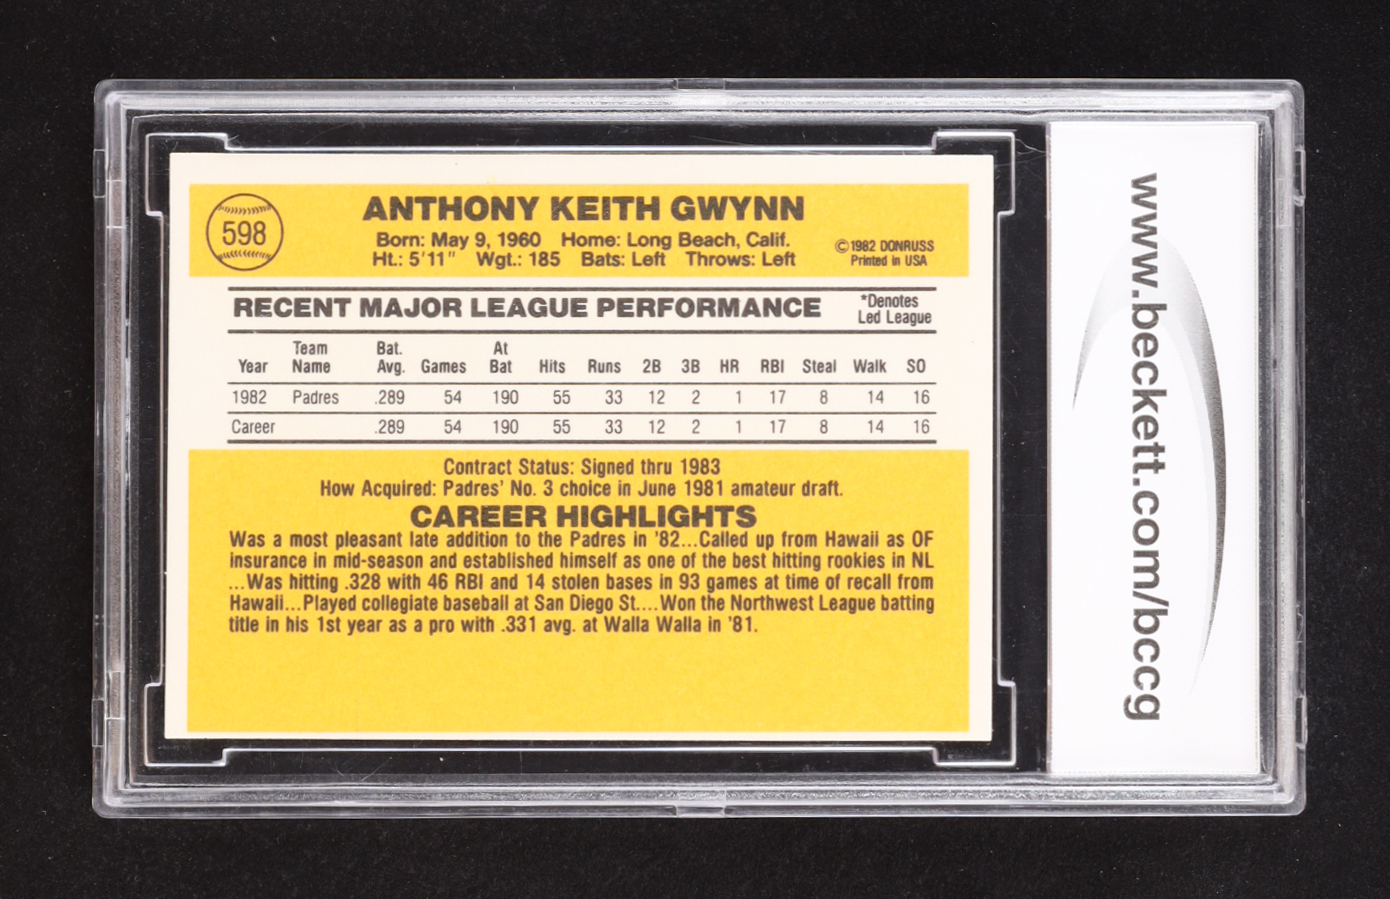 598
ANTHONY KEITH GWYNN
Born: May 9, 1960 Home: Long Beach, Calif.
Ht.: 5'11" Wgt.: 185 Bats: Left Throws: Left
©1982 DONRUSS
Printed in USA
RECENT MAJOR LEAGUE PERFORMANCE
*Denotes
Led League
Year Team Name Bat. Avg. Games At Bat Hits Runs 2B 3B HR RBI Steal Walk SO
1982 Padres .289 54 190 55 33 12 2 1 17 8 14 16
Career .289 54 190 55 33 12 2 1 17 8 14 16
Contract Status: Signed thru 1983
How Acquired: Padres' No. 3 choice in June 1981 amateur draft.
CAREER HIGHLIGHTS
Was a most pleasant late addition to the Padres in '82...Called up from Hawaii as OF
insurance in mid-season and established himself as one of the best hitting rookies in NL
...Was hitting .328 with 46 RBI and 14 stolen bases in 93 games at time of recall from
Hawaii...Played collegiate baseball at San Diego St....Won the Northwest League batting
title in his 1st year as a pro with .331 avg. at Walla Walla in '81.
www.beckett.com/bccg